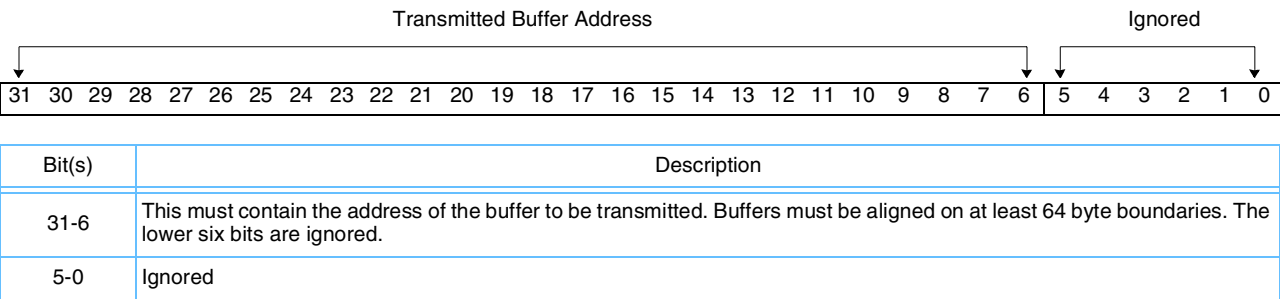 Transmitted Buffer Address Ignored
31 30 29 28 27 26 25 24 23 22 21 20 19 18 17 16 15 14 13 12 11 10 9 8 7 6 5 4 3 2 1 0
Bit(s) Description
31-6 This must contain the address of the buffer to be transmitted. Buffers must be aligned on at least 64 byte boundaries. The
lower six bits are ignored.
5-0 Ignored